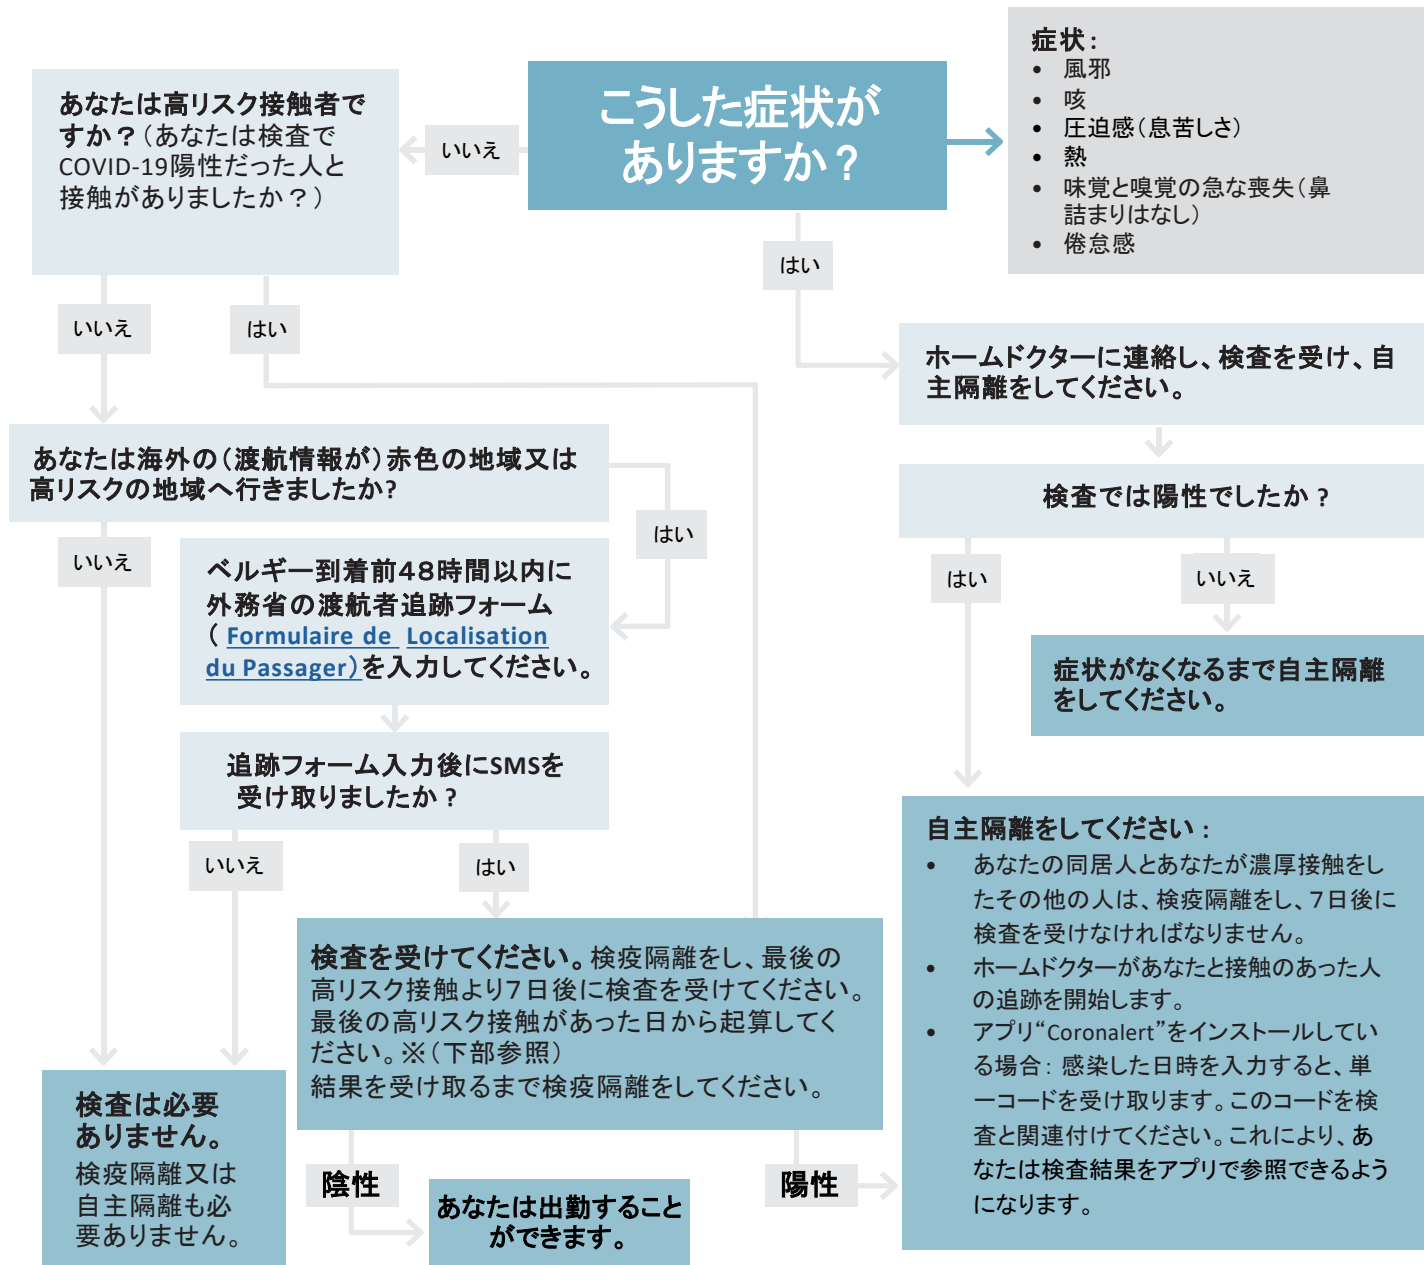 こうした症状が
ありますか？
症状：
• 風邪
• 咳
• 圧迫感（息苦しさ）
• 熱
• 味覚と嗅覚の急な喪失（鼻
詰まりはなし）
• 倦怠感
いいえ
あなたは高リスク接触者で
すか？（あなたは検査で
COVID-19陽性だった人と
接触がありましたか？）
はい
いいえ
はい
ホームドクターに連絡し、検査を受け、自
主隔離をしてください。
あなたは海外の（渡航情報が）赤色の地域又は
高リスクの地域へ行きましたか?
検査では陽性でしたか？
はい
いいえ
ベルギー到着前４８時間以内に
外務省の渡航者追跡フォーム
（ Formulaire de Localisation
du Passager）を入力してください。
はい
いいえ
症状がなくなるまで自主隔離
をしてください。
追跡フォーム入力後にSMSを
受け取りましたか？
いいえ
はい
自主隔離をしてください：
• あなたの同居人とあなたが濃厚接触をし
たその他の人は、検疫隔離をし、７日後に
検査を受けなければなりません。
• ホームドクターがあなたと接触のあった人
の追跡を開始します。
• アプリ“Coronalert”をインストールしてい
る場合：感染した日時を入力すると、単
一コードを受け取ります。このコードを検
査と関連付けてください。これにより、あ
なたは検査結果をアプリで参照できるよう
になります。
検査を受けてください。検疫隔離をし、最後の
高リスク接触より７日後に検査を受けてください。
最後の高リスク接触があった日から起算してく
ださい。※（下部参照）
結果を受け取るまで検疫隔離をしてください。
検査は必要
ありません。
検疫隔離又は
自主隔離も必
要ありません。
陰性
陽性
あなたは出勤すること
ができます。